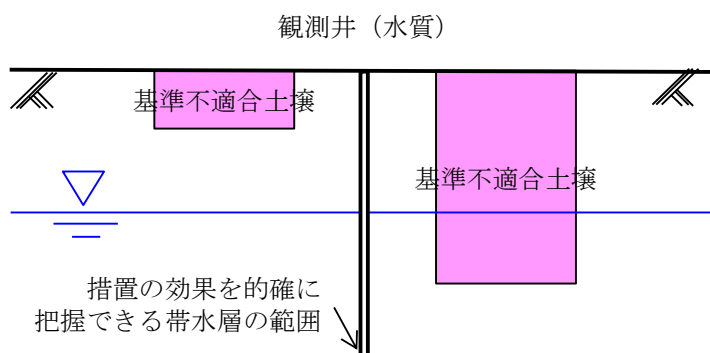 観測井（水質）
基準不適合土壌
基準不適合土壌
措置の効果を的確に
把握できる帯水層の範囲